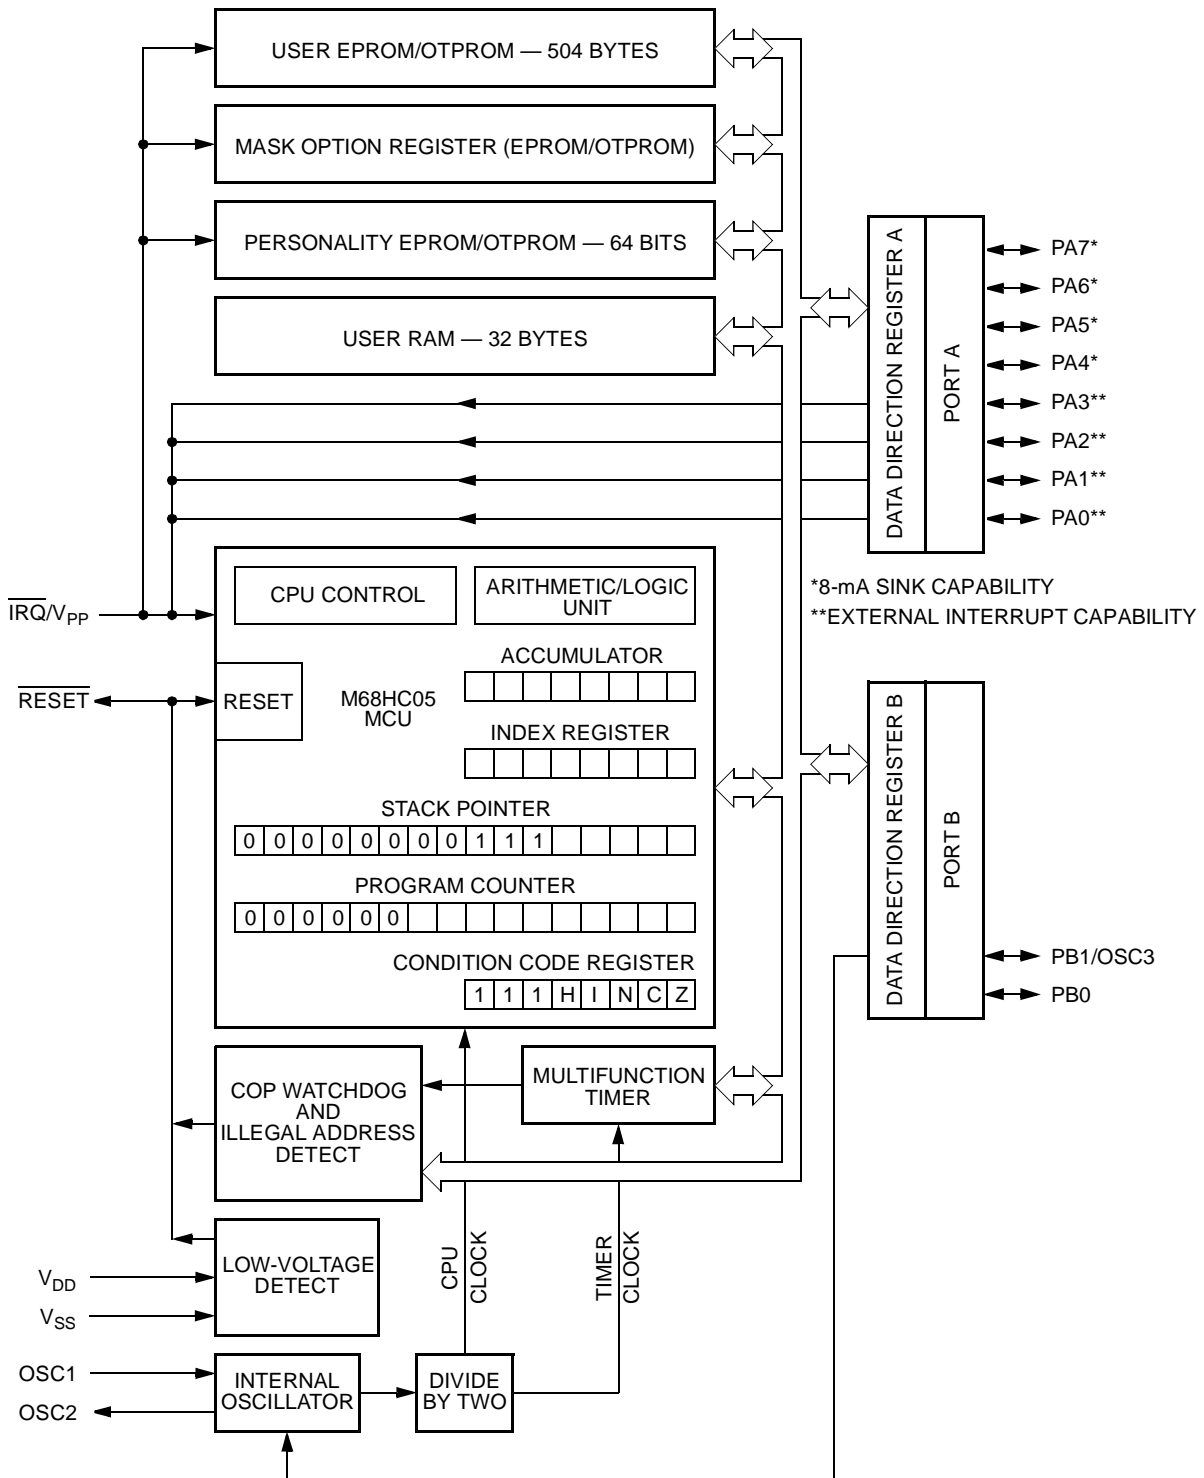 USER EPROM/OTPROM — 504 BYTES
MASK OPTION REGISTER (EPROM/OTPROM)
PERSONALITY EPROM/OTPROM — 64 BITS
USER RAM — 32 BYTES
DATA DIRECTION REGISTER A
PORT A
PA7*
PA6*
PA5*
PA4*
PA3**
PA2**
PA1**
PA0**
*8-mA SINK CAPABILITY
**EXTERNAL INTERRUPT CAPABILITY
IRQ/VPP
CPU CONTROL
ARITHMETIC/LOGIC
UNIT
RESET
RESET
M68HC05
MCU
ACCUMULATOR
INDEX REGISTER
STACK POINTER
0 0 0 0 0 0 0 0 1 1 1
PROGRAM COUNTER
0 0 0 0 0 0
CONDITION CODE REGISTER
1 1 1 H I N C Z
DATA DIRECTION REGISTER B
PORT B
PB1/OSC3
PB0
COP WATCHDOG
AND
ILLEGAL ADDRESS
DETECT
MULTIFUNCTION
TIMER
LOW-VOLTAGE
DETECT
VDD
VSS
CPU
CLOCK
TIMER
CLOCK
OSC1
OSC2
INTERNAL
OSCILLATOR
DIVIDE
BY TWO